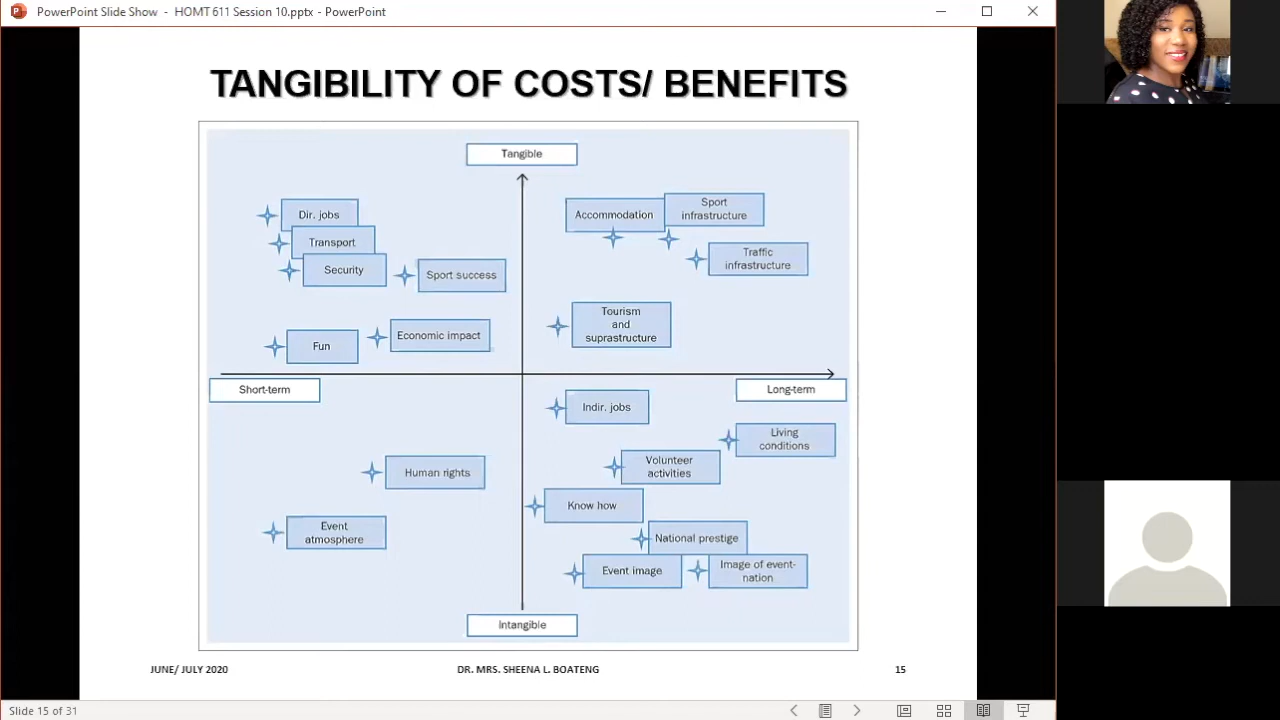 PowerPoint Slide Show - HOMT 611 Session 10.pptx - PowerPoint
TANGIBILITY OF COSTS/ BENEFITS
Tangible
Dir. jobs
Transport
Security
Sport success
Fun
Economic impact
Accommodation
Sport
infrastructure
Traffic
infrastructure
Tourism
and
suprastructure
Short-term
Long-term
Indir. jobs
Living
conditions
Human rights
Volunteer
activities
Know how
Event
atmosphere
National prestige
Event image
Image of event-
nation
Intangible
JUNE/ JULY 2020
DR. MRS. SHEENA L. BOATENG
15
Slide 15 of 31